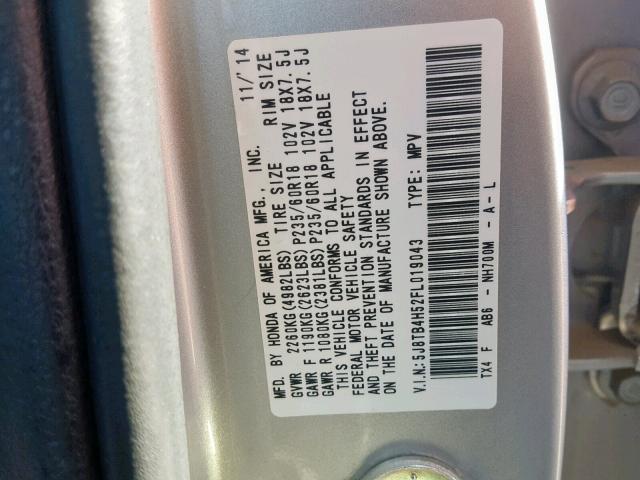 MFD. BY HONDA OF AMERICA MFG., INC. 11/'14
GVWR 2260KG(4982LBS) TIRE SIZE RIM SIZE
GAWR F 1190KG(2623LBS)P235/60R18 102V 18X7.5J
GAWR R 1080KG(2381LBS)P235/60R18 102V 18X7.5J
THIS VEHICLE CONFORMS TO ALL APPLICABLE
FEDERAL MOTOR VEHICLE SAFETY
AND THEFT PREVENTION STANDARDS IN EFFECT
ON THE DATE OF MANUFACTURE SHOWN ABOVE.
V.I.N:5J8TB4H52FL019043 TYPE: MPV
TX4 F AB6 - NH700M - A - L